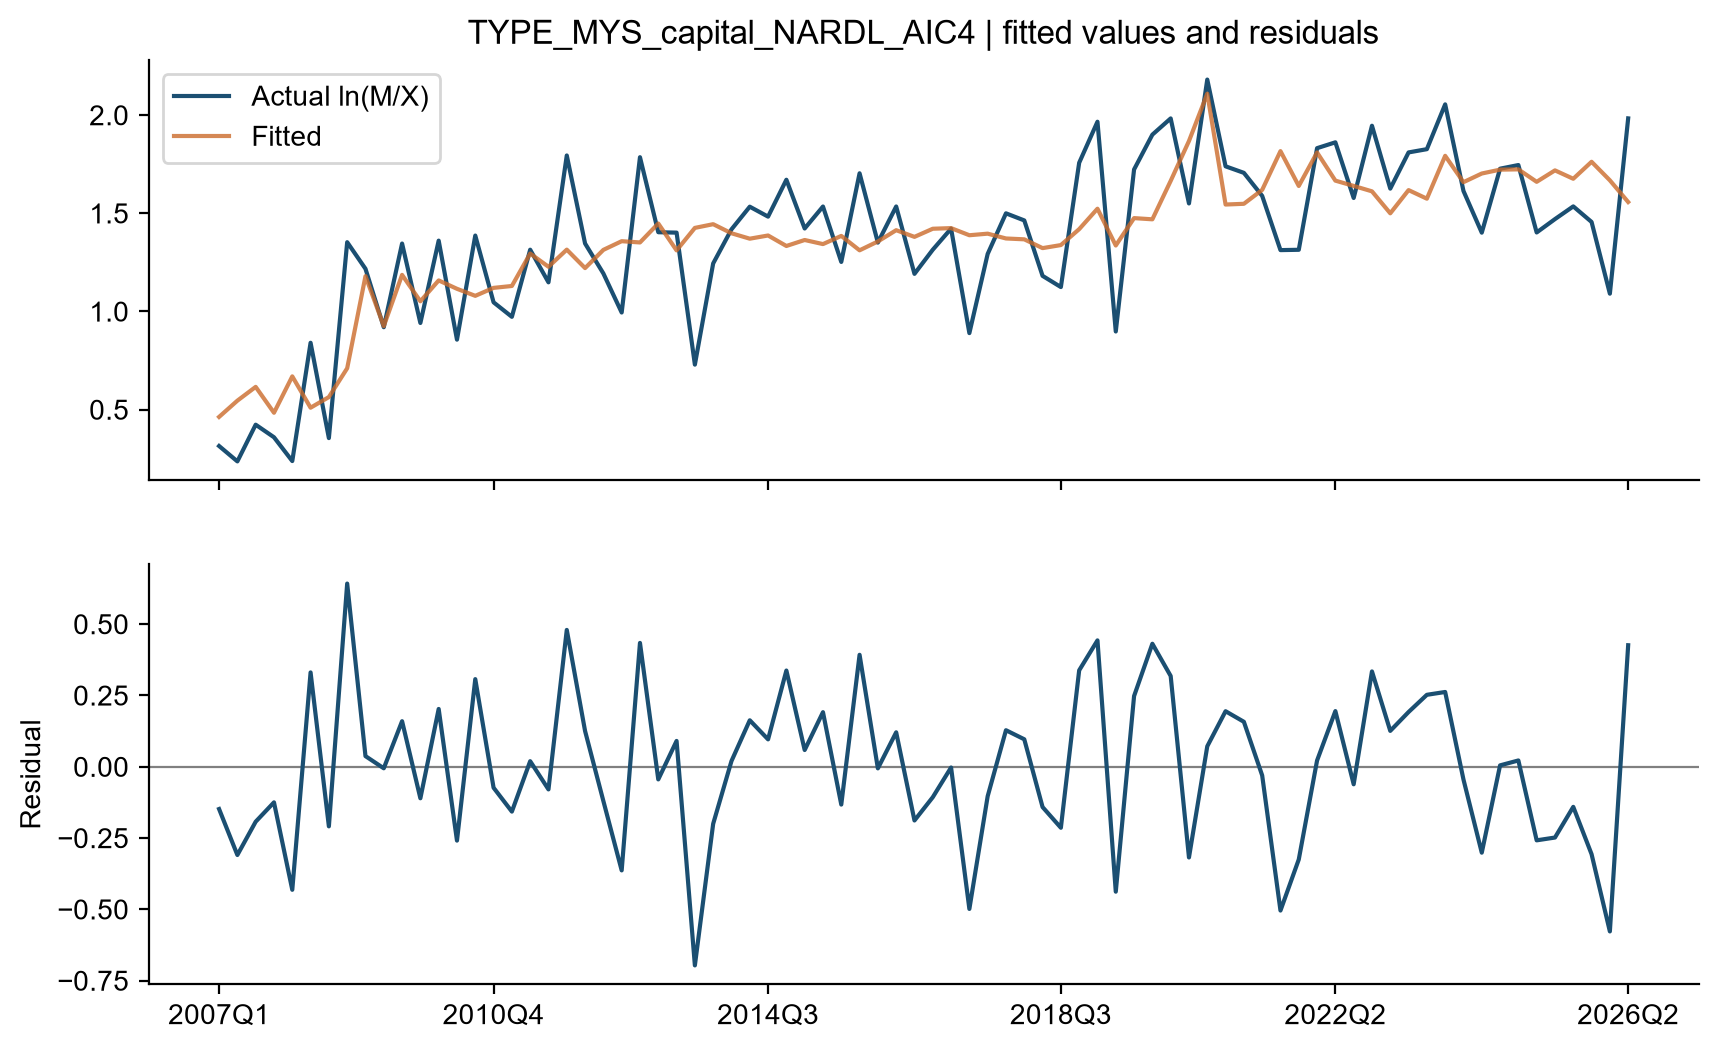 TYPE_MYS_capital_NARDL_AIC4 | fitted values and residuals
Actual ln(M/X)
Fitted
2.0
1.5
1.0
0.5
Residual
0.50
0.25
0.00
−0.25
−0.50
−0.75
2007Q1 2010Q4 2014Q3 2018Q3 2022Q2 2026Q2